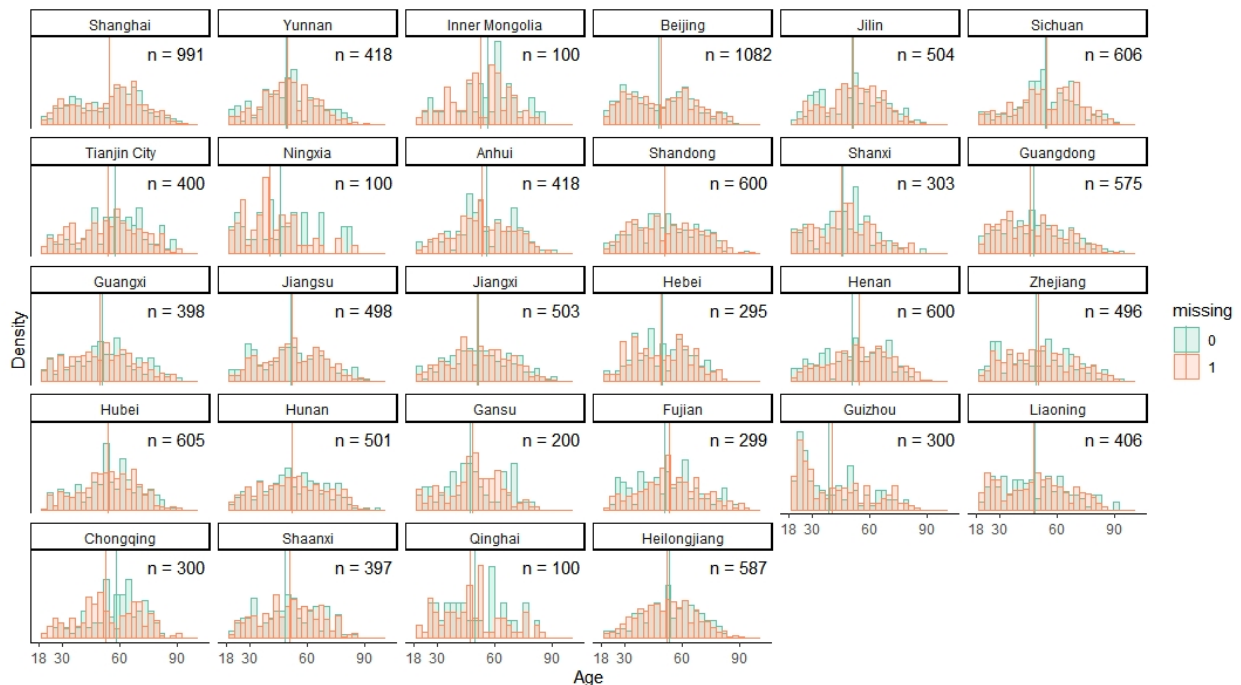 Shanghai Yunnan Inner Mongolia Beijing Jilin Sichuan
n = 991 n = 418 n = 100 n = 1082 n = 504 n = 606
Tianjin City Ningxia Anhui Shandong Shanxi Guangdong
n = 400 n = 100 n = 418 n = 600 n = 303 n = 575
Guangxi Jiangsu Jiangxi Hebei Henan Zhejiang
n = 398 n = 498 n = 503 n = 295 n = 600 n = 496
Hubei Hunan Gansu Fujian Guizhou Liaoning
n = 605 n = 501 n = 200 n = 299 n = 300 n = 406
18 30 60 90 18 30 60 90
Chongqing Shaanxi Qinghai Heilongjiang
n = 300 n = 397 n = 100 n = 587
18 30 60 90 18 30 60 90 18 30 60 90 18 30 60 90
Age
Density
missing
0
1